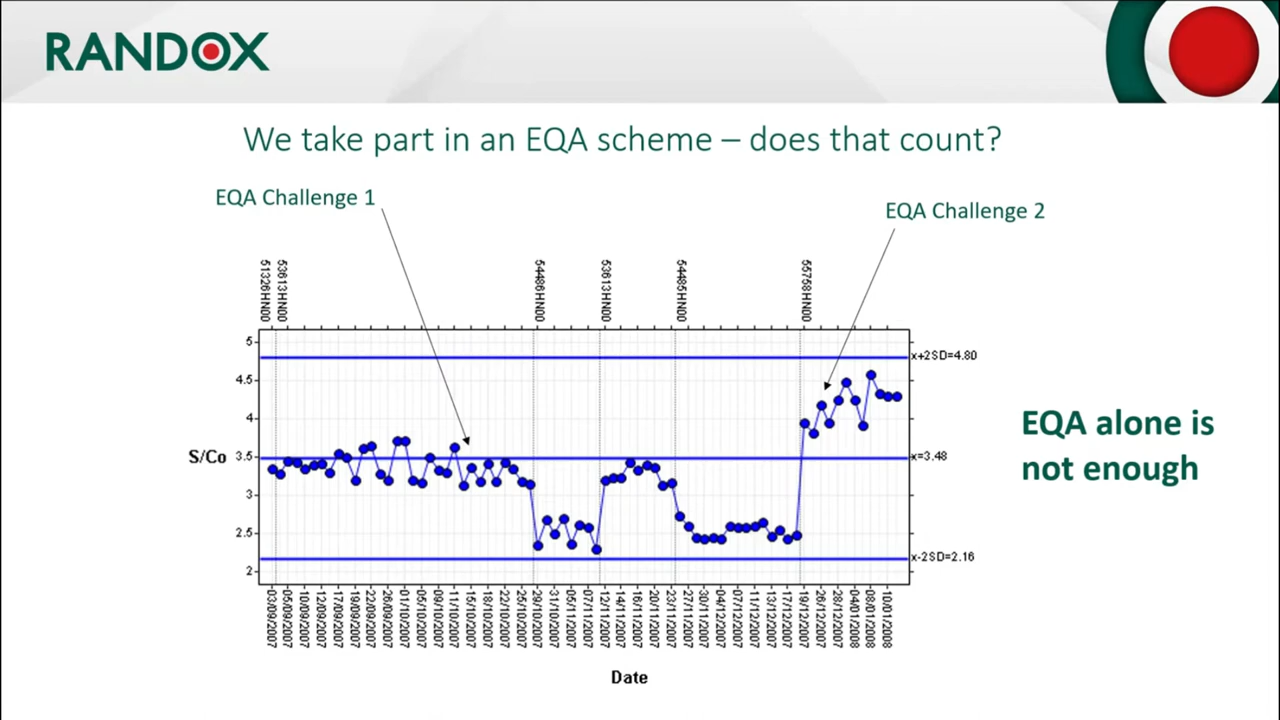 RANDOX
We take part in an EQA scheme – does that count?
EQA Challenge 1
EQA Challenge 2
51326HN00
53613HN00
54486HN00
53613HN00
54485HN00
55758HN00
5
4.5
4
3.5
3
2.5
2
S/Co
x+2SD=4.80
x=3.48
x-2SD=2.16
EQA alone is
not enough
03/09/2007
05/09/2007
10/09/2007
12/09/2007
17/09/2007
19/09/2007
22/09/2007
26/09/2007
01/10/2007
05/10/2007
09/10/2007
11/10/2007
15/10/2007
18/10/2007
22/10/2007
25/10/2007
29/10/2007
31/10/2007
05/11/2007
07/11/2007
12/11/2007
14/11/2007
16/11/2007
20/11/2007
23/11/2007
27/11/2007
30/11/2007
04/12/2007
07/12/2007
11/12/2007
13/12/2007
17/12/2007
19/12/2007
26/12/2007
28/12/2007
04/01/2008
08/01/2008
10/01/2008
Date